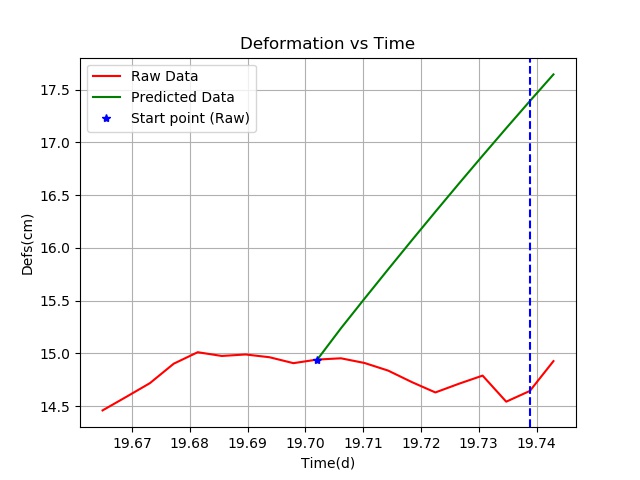 Deformation vs Time
Raw Data
Predicted Data
Start point (Raw)
17.5
17.0
16.5
16.0
15.5
15.0
14.5
Defs(cm)
19.67 19.68 19.69 19.70 19.71 19.72 19.73 19.74
Time(d)